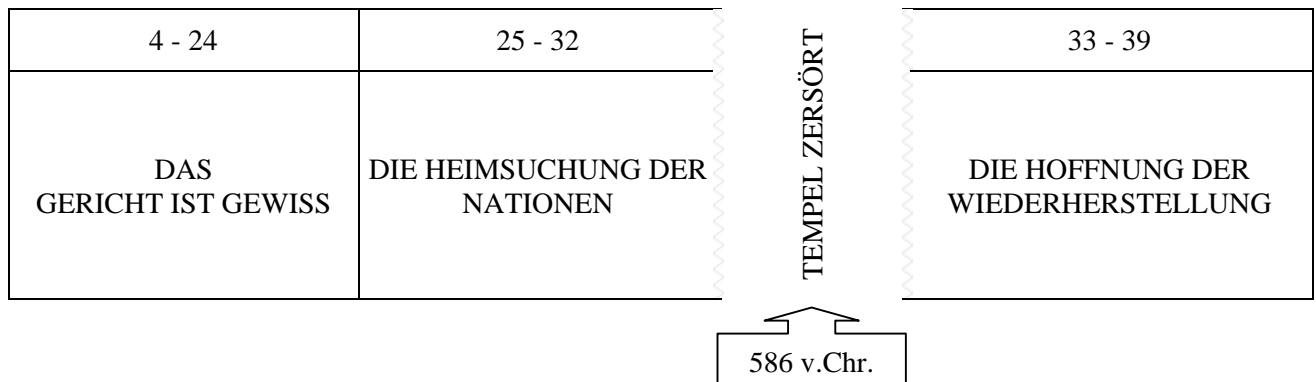 4 - 24
25 - 32
33 - 39
DAS
GERICHT IST GEWISS
DIE HEIMSUCHUNG DER
NATIONEN
TEMPEL ZERSÖRT
DIE HOFFNUNG DER
WIEDERHERSTELLUNG
586 v.Chr.